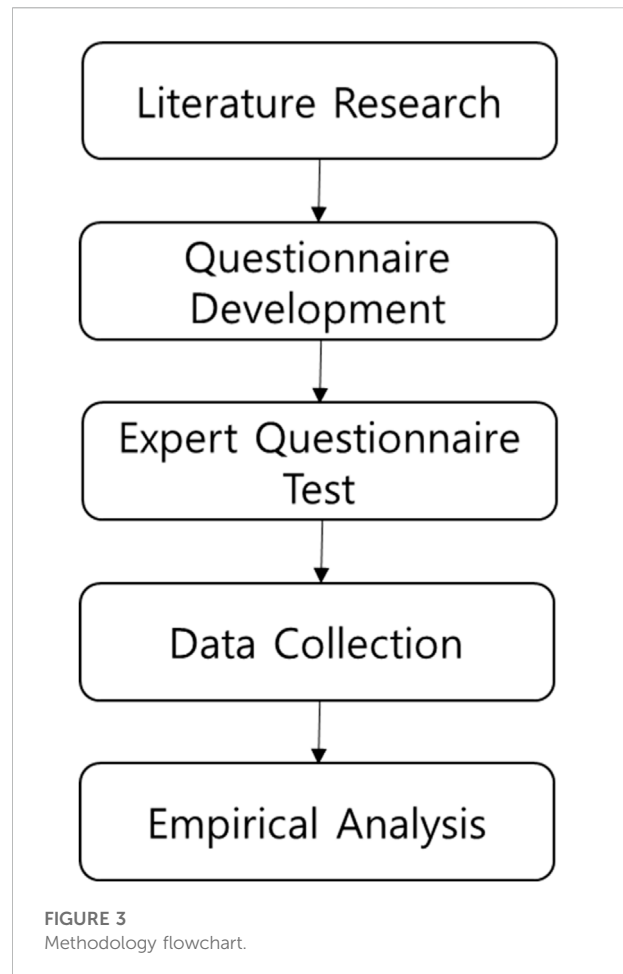 Literature Research
Questionnaire
Development
Expert Questionnaire
Test
Data Collection
Empirical Analysis
FIGURE 3
Methodology flowchart.